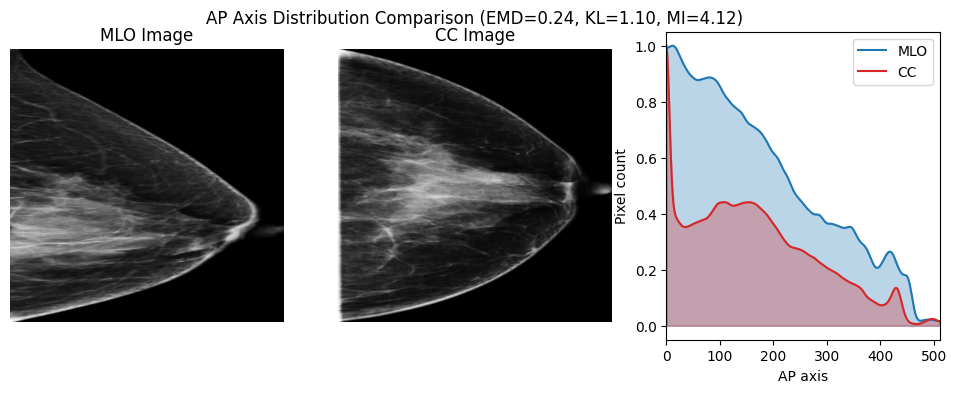 AP Axis Distribution Comparison (EMD=0.24, KL=1.10, MI=4.12)
MLO Image
CC Image
MLO
CC
Pixel count
1.0
0.8
0.6
0.4
0.2
0.0
0 100 200 300 400 500
AP axis